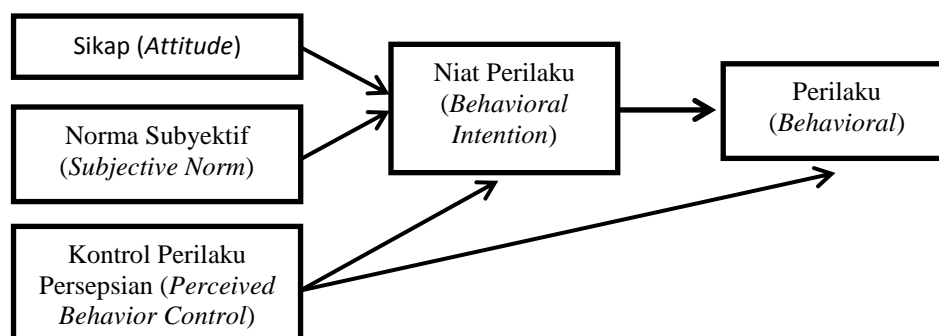 Sikap (Attitude)
Norma Subyektif
(Subjective Norm)
Kontrol Perilaku
Persepsian (Perceived
Behavior Control)
Niat Perilaku
(Behavioral
Intention)
Perilaku
(Behavioral)